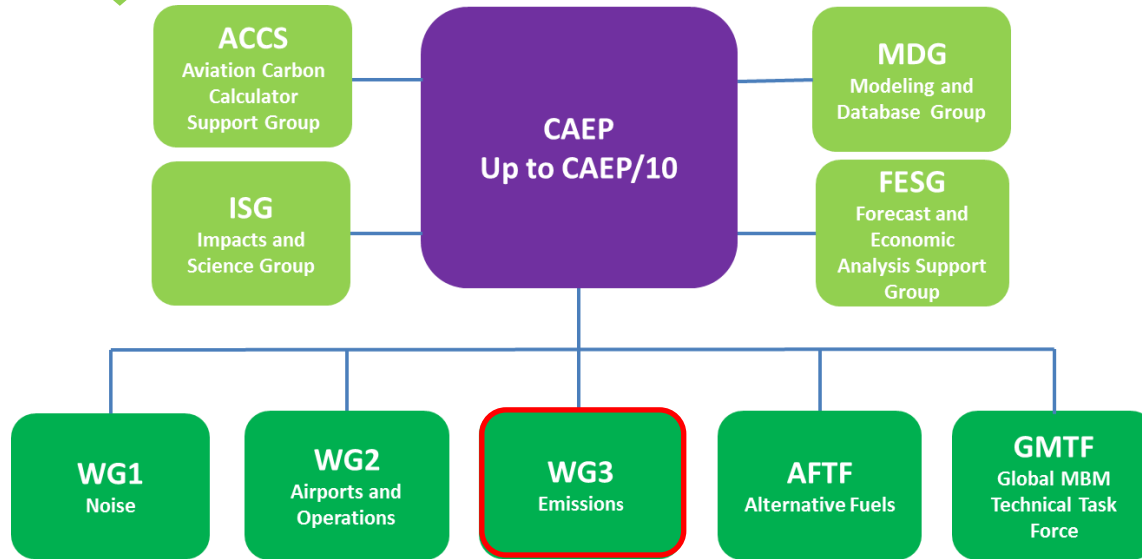 ACCS
Aviation Carbon
Calculator
Support Group
MDG
Modeling and
Database Group
CAEP
Up to CAEP/10
ISG
Impacts and
Science Group
FESG
Forecast and
Economic
Analysis Support
Group
WG1
Noise
WG2
Airports and
Operations
WG3
Emissions
AFTF
Alternative Fuels
GMTF
Global MBM
Technical Task
Force